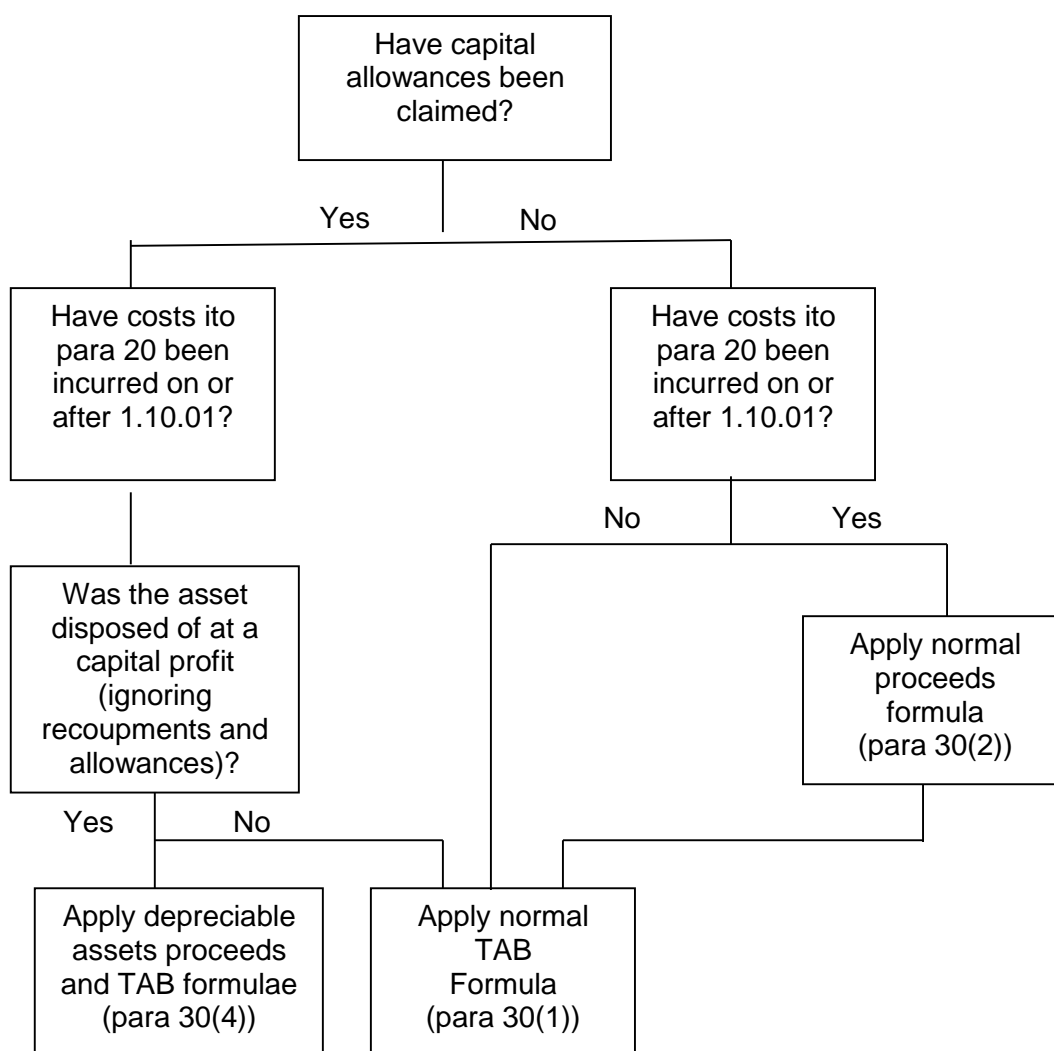 Have capital
allowances been
claimed?
Yes
No
Have costs ito
para 20 been
incurred on or
after 1.10.01?
Have costs ito
para 20 been
incurred on or
after 1.10.01?
No
Yes
Was the asset
disposed of at a
capital profit
(ignoring
recoupments and
allowances)?
Apply normal
proceeds
formula
(para 30(2))
Yes
No
Apply depreciable
assets proceeds
and TAB formulae
(para 30(4))
Apply normal
TAB
Formula
(para 30(1))